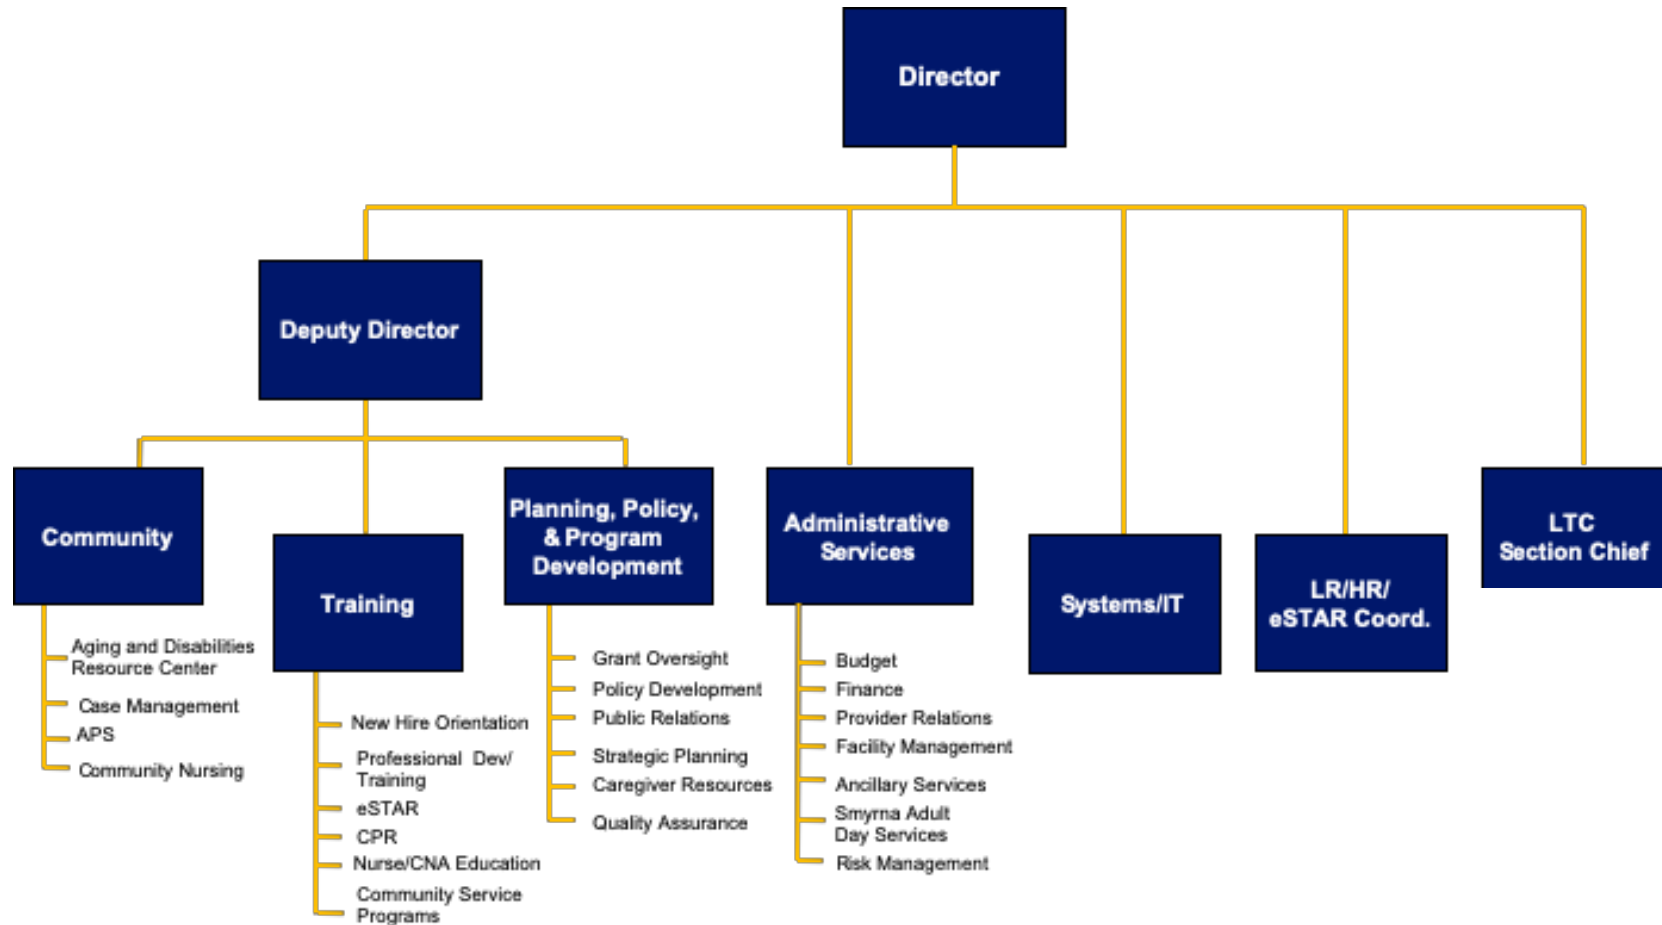 Director
Deputy Director
Community
Aging and Disabilities
Resource Center
Case Management
APS
Community Nursing
Training
New Hire Orientation
Professional Dev/
Training
eSTAR
CPR
Nurse/CNA Education
Community Service
Programs
Planning, Policy,
& Program
Development
Grant Oversight
Policy Development
Public Relations
Strategic Planning
Caregiver Resources
Quality Assurance
Administrative
Services
Budget
Finance
Provider Relations
Facility Management
Ancillary Services
Smyrna Adult
Day Services
Risk Management
Systems/IT
LR/HR/
eSTAR Coord.
LTC
Section Chief